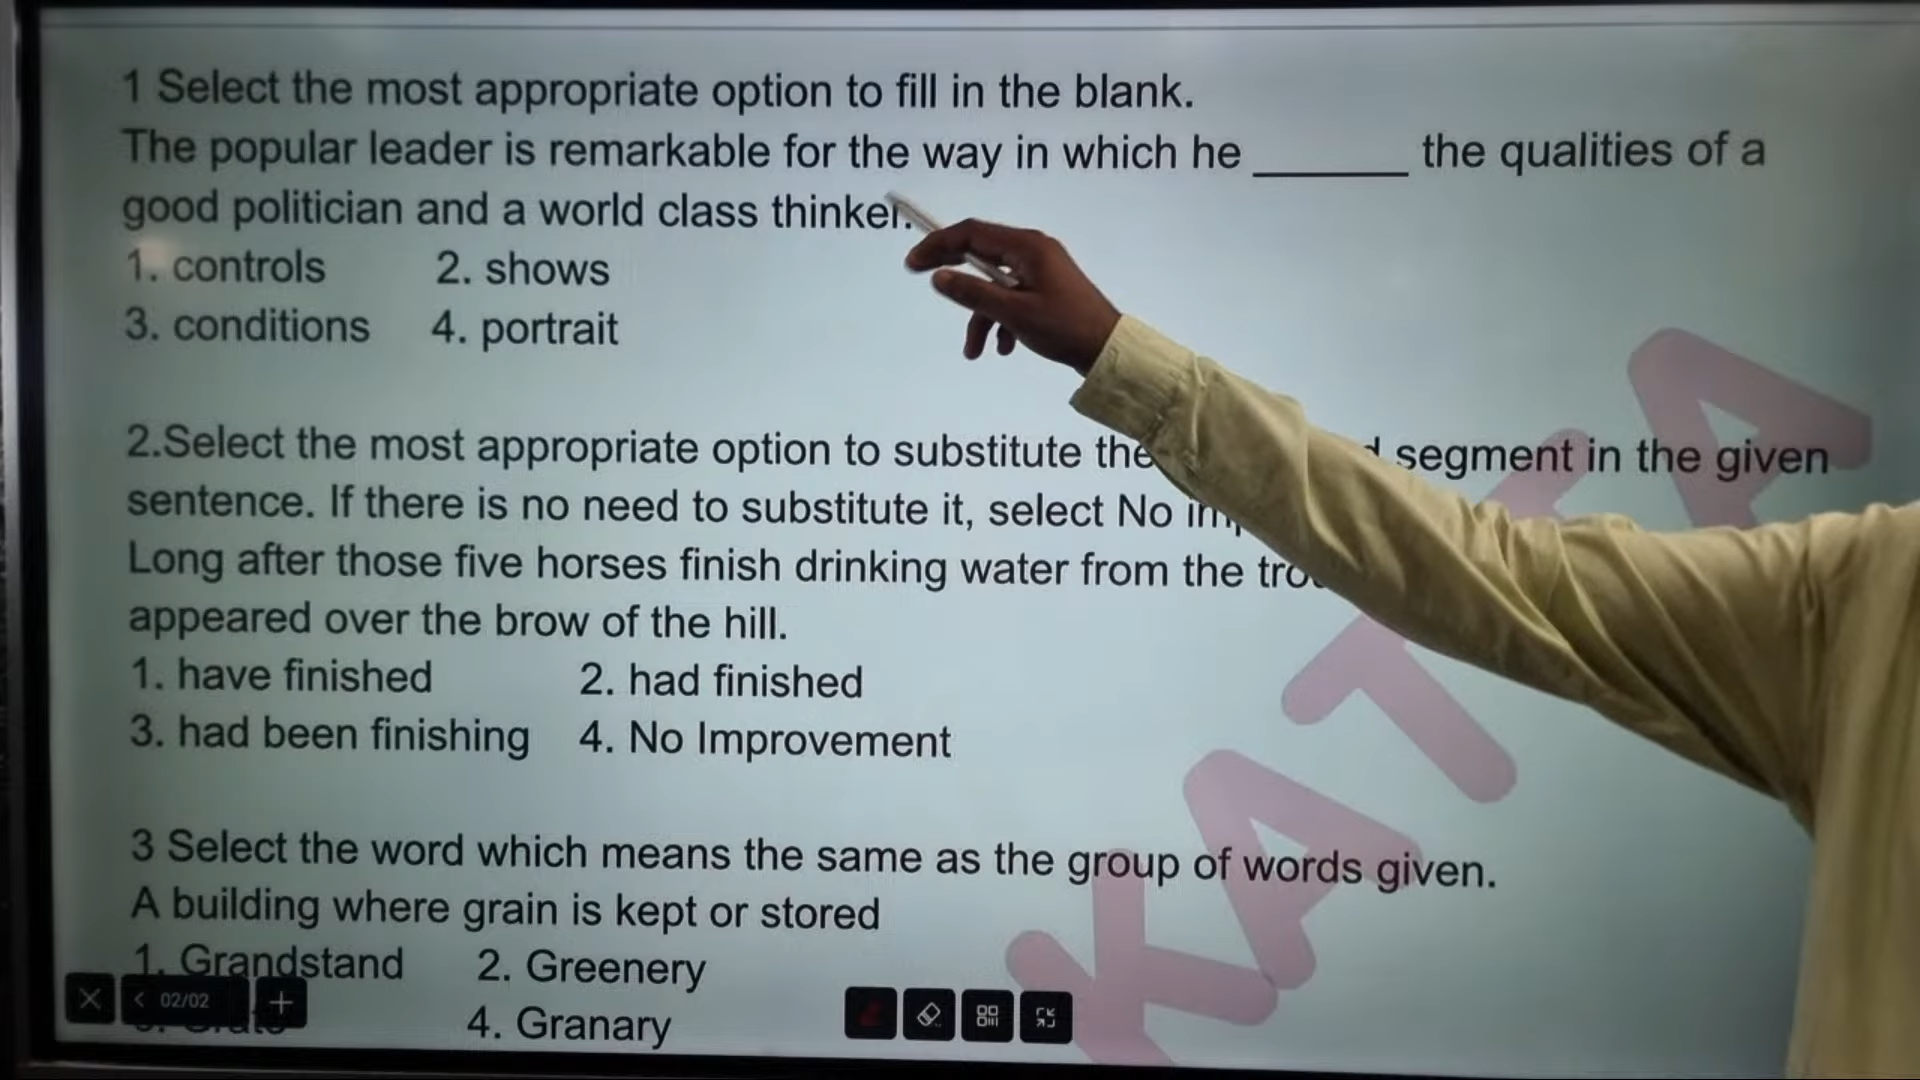 1 Select the most appropriate option to fill in the blank.
The popular leader is remarkable for the way in which he ______ the qualities of a
good politician and a world class thinker.
1. controls 2. shows
3. conditions 4. portrait
2.Select the most appropriate option to substitute the segment in the given
sentence. If there is no need to substitute it, select No
Long after those five horses finish drinking water from the
appeared over the brow of the hill.
1. have finished 2. had finished
3. had been finishing 4. No Improvement
3 Select the word which means the same as the group of words given.
A building where grain is kept or stored
1. Grandstand 2. Greenery
4. Granary
02/02
KATTA